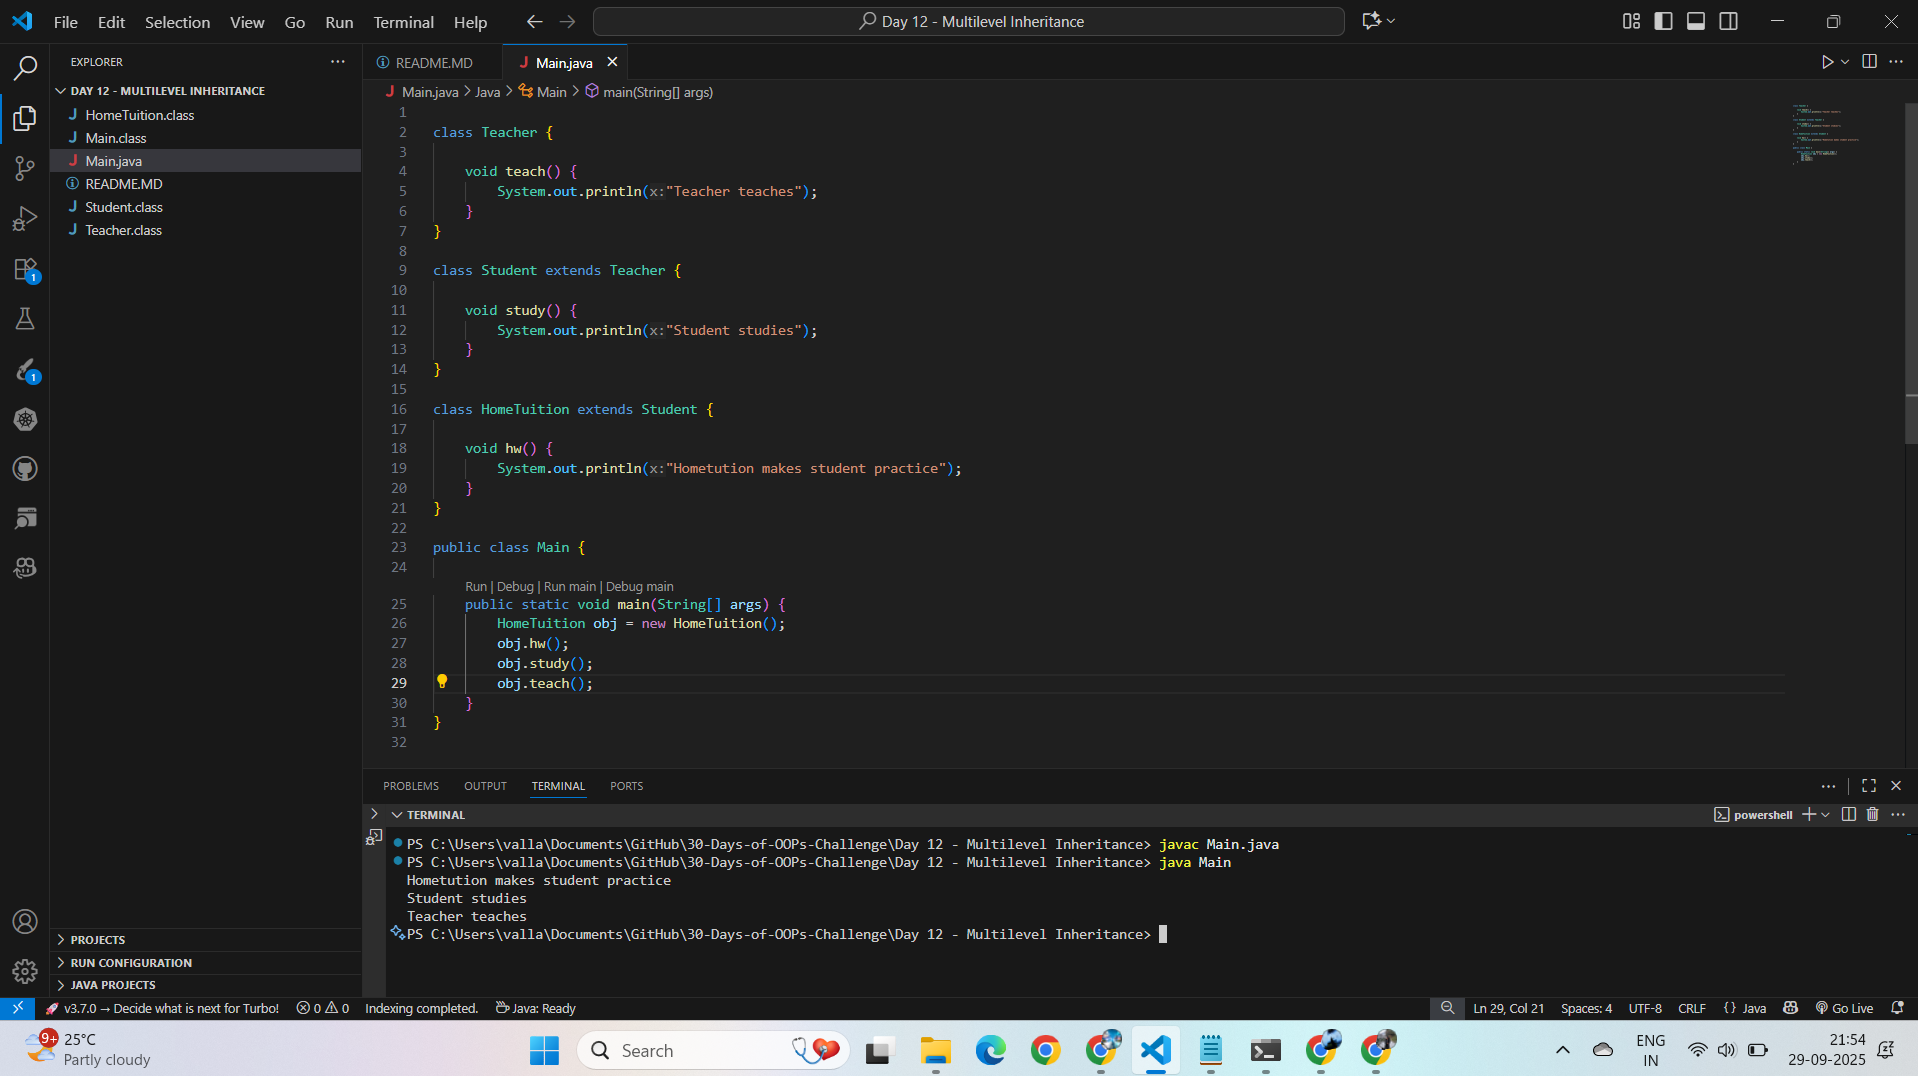 File Edit Selection View Go Run Terminal Help
Day 12 - Multilevel Inheritance
EXPLORER
DAY 12 - MULTILEVEL INHERITANCE
J HomeTuition.class
J Main.class
J Main.java
README.MD
J Student.class
J Teacher.class
PROJECTS
RUN CONFIGURATION
JAVA PROJECTS
1
1
README.MD
J Main.java
J Main.java > Java > Main > main(String[] args)
1
2 class Teacher {
3
4 void teach() {
5 System.out.println(x:"Teacher teaches");
6 }
7 }
8
9 class Student extends Teacher {
10
11 void study() {
12 System.out.println(x:"Student studies");
13 }
14 }
15
16 class HomeTuition extends Student {
17
18 void hw() {
19 System.out.println(x:"Hometution makes student practice");
20 }
21 }
22
23 public class Main {
24
Run | Debug | Run main | Debug main
25 public static void main(String[] args) {
26 HomeTuition obj = new HomeTuition();
27 obj.hw();
28 obj.study();
29 obj.teach();
30 }
31 }
32
PROBLEMS OUTPUT TERMINAL PORTS
TERMINAL
powershell
PS C:\Users\valla\Documents\GitHub\30-Days-of-OOPs-Challenge\Day 12 - Multilevel Inheritance> javac Main.java
PS C:\Users\valla\Documents\GitHub\30-Days-of-OOPs-Challenge\Day 12 - Multilevel Inheritance> java Main
Hometution makes student practice
Student studies
Teacher teaches
PS C:\Users\valla\Documents\GitHub\30-Days-of-OOPs-Challenge\Day 12 - Multilevel Inheritance>
v3.7.0 → Decide what is next for Turbo! 0 0 Indexing completed. Java: Ready
Ln 29, Col 21 Spaces: 4 UTF-8 CRLF {} Java Go Live
9+
25°C
Partly cloudy
Search
ENG
IN
21:54
29-09-2025